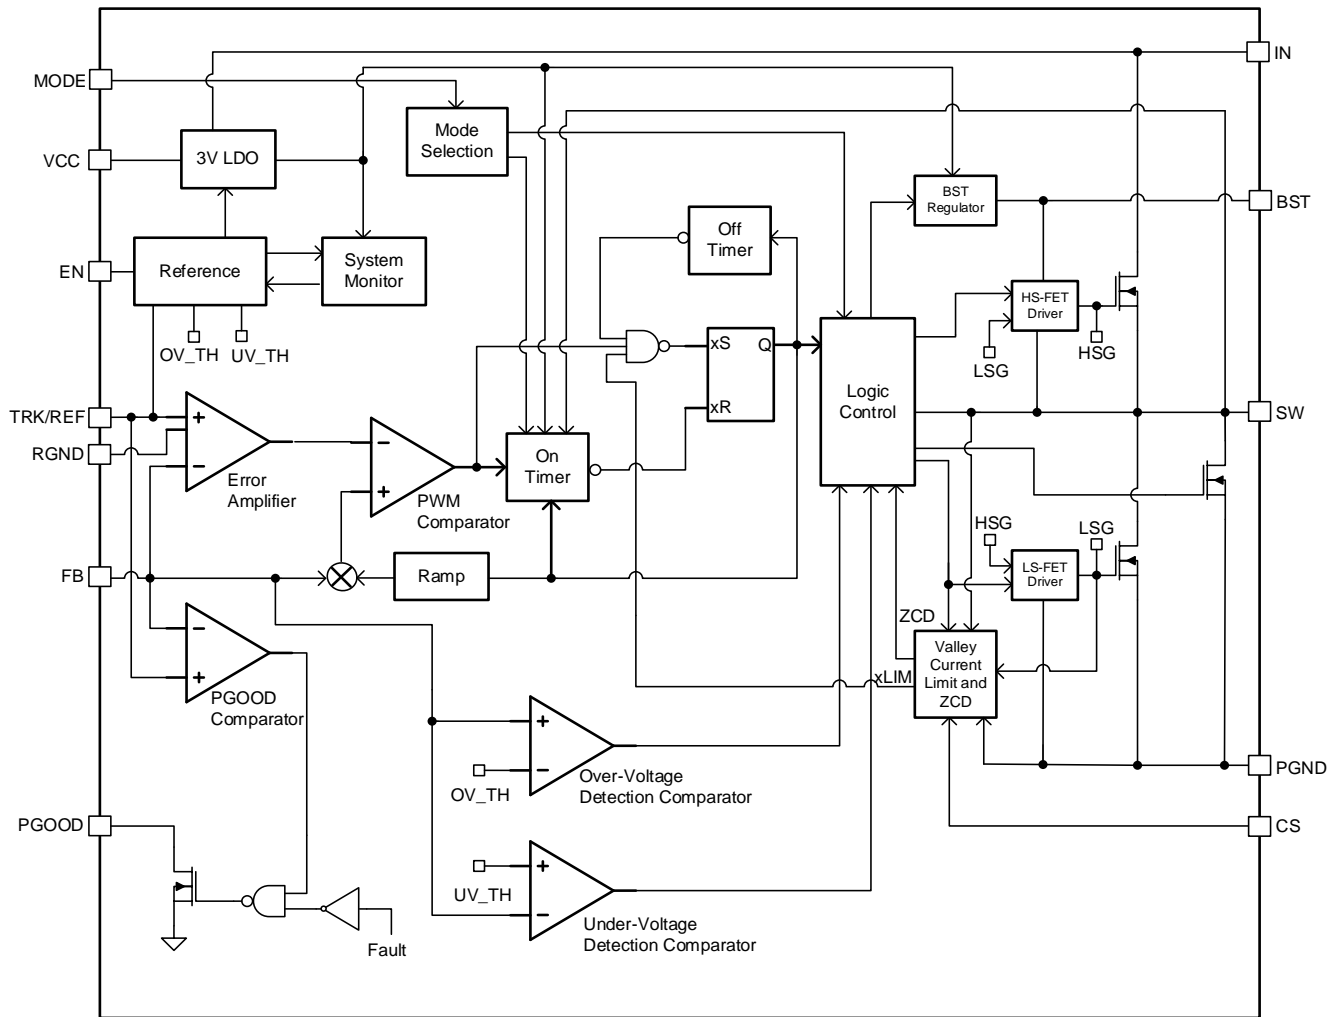 IN
MODE
Mode
Selection
3V LDO
VCC
BST
Regulator
BST
Off
Timer
Reference
System
Monitor
EN
HS-FET
Driver
OV_TH
UV_TH
xS
Q
HSG
LSG
Logic
Control
TRK/REF
+
xR
SW
RGND
−
−
On
Timer
Error
Amplifier
+
PWM
Comparator
HSG
LSG
FB
Ramp
LS-FET
Driver
ZCD
−
Valley
Current
Limit and
ZCD
xLIM
+
PGOOD
Comparator
+
−
OV_TH
Over-Voltage
Detection Comparator
PGND
PGOOD
CS
+
UV_TH
−
Under-Voltage
Detection Comparator
Fault